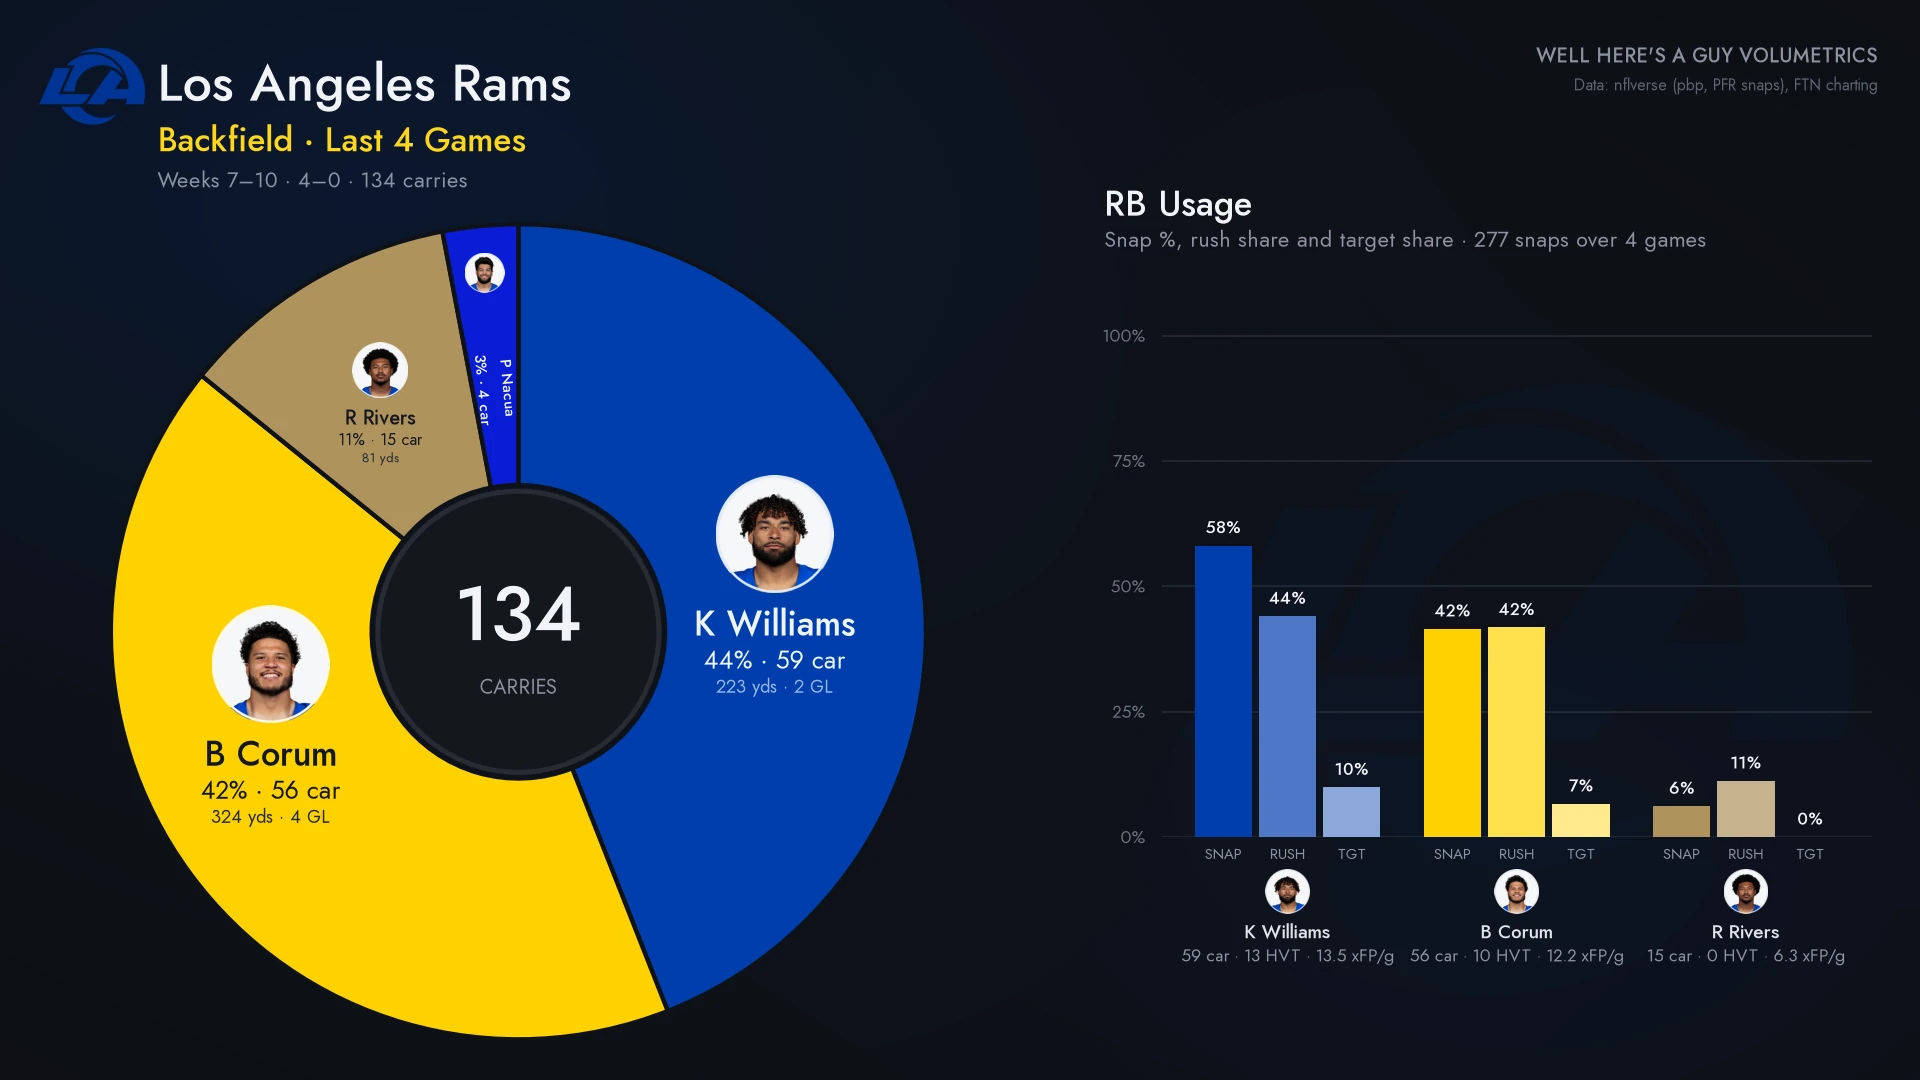 Los Angeles Rams
Backfield · Last 4 Games
Weeks 7–10 · 4–0 · 134 carries
WELL HERE'S A GUY VOLUMETRICS
Data: nflverse (pbp, PFR snaps), FTN charting
P Nacua
3% · 4 car
R Rivers
11% · 15 car
81 yds
K Williams
44% · 59 car
223 yds · 2 GL
B Corum
42% · 56 car
324 yds · 4 GL
134
CARRIES
RB Usage
Snap %, rush share and target share · 277 snaps over 4 games
100%
75%
50%
25%
0%
58% 44% 10% 42% 42% 7% 6% 11% 0%
SNAP RUSH TGT SNAP RUSH TGT SNAP RUSH TGT
K Williams B Corum R Rivers
59 car · 13 HVT · 13.5 xFP/g 56 car · 10 HVT · 12.2 xFP/g 15 car · 0 HVT · 6.3 xFP/g